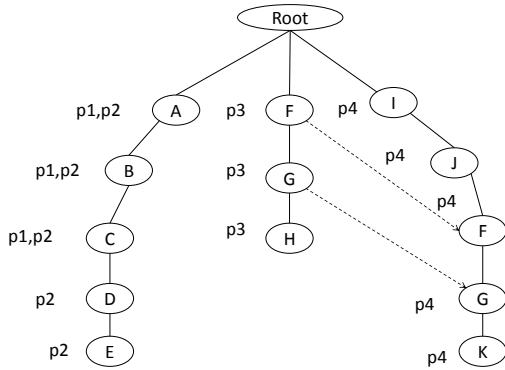 Root
p1,p2 A p3 F p4 I
p4 J
p1,p2 B p3 G
p4 F
p1,p2 C p3 H
p2 D p4 G
p2 E p4 K